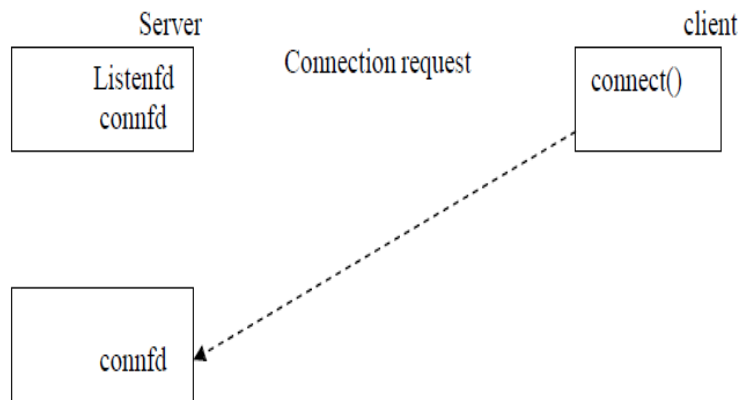 Server
client
Connection request
Listenfd
connfd
connect()
connfd